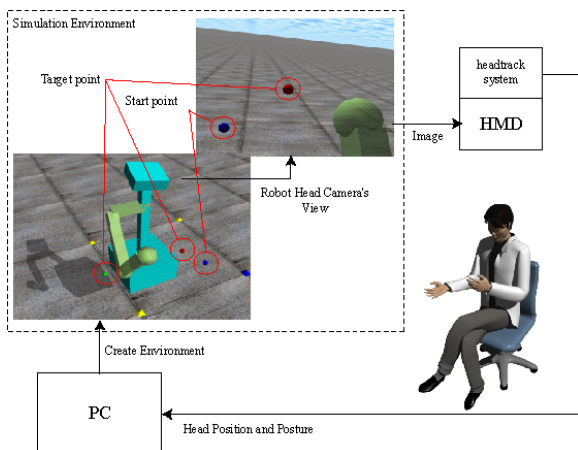 Simulation Environment
Target point
Start point
headtrack
system
HMD
Image
Robot Head Camera's
View
Create Environment
PC
Head Position and Posture